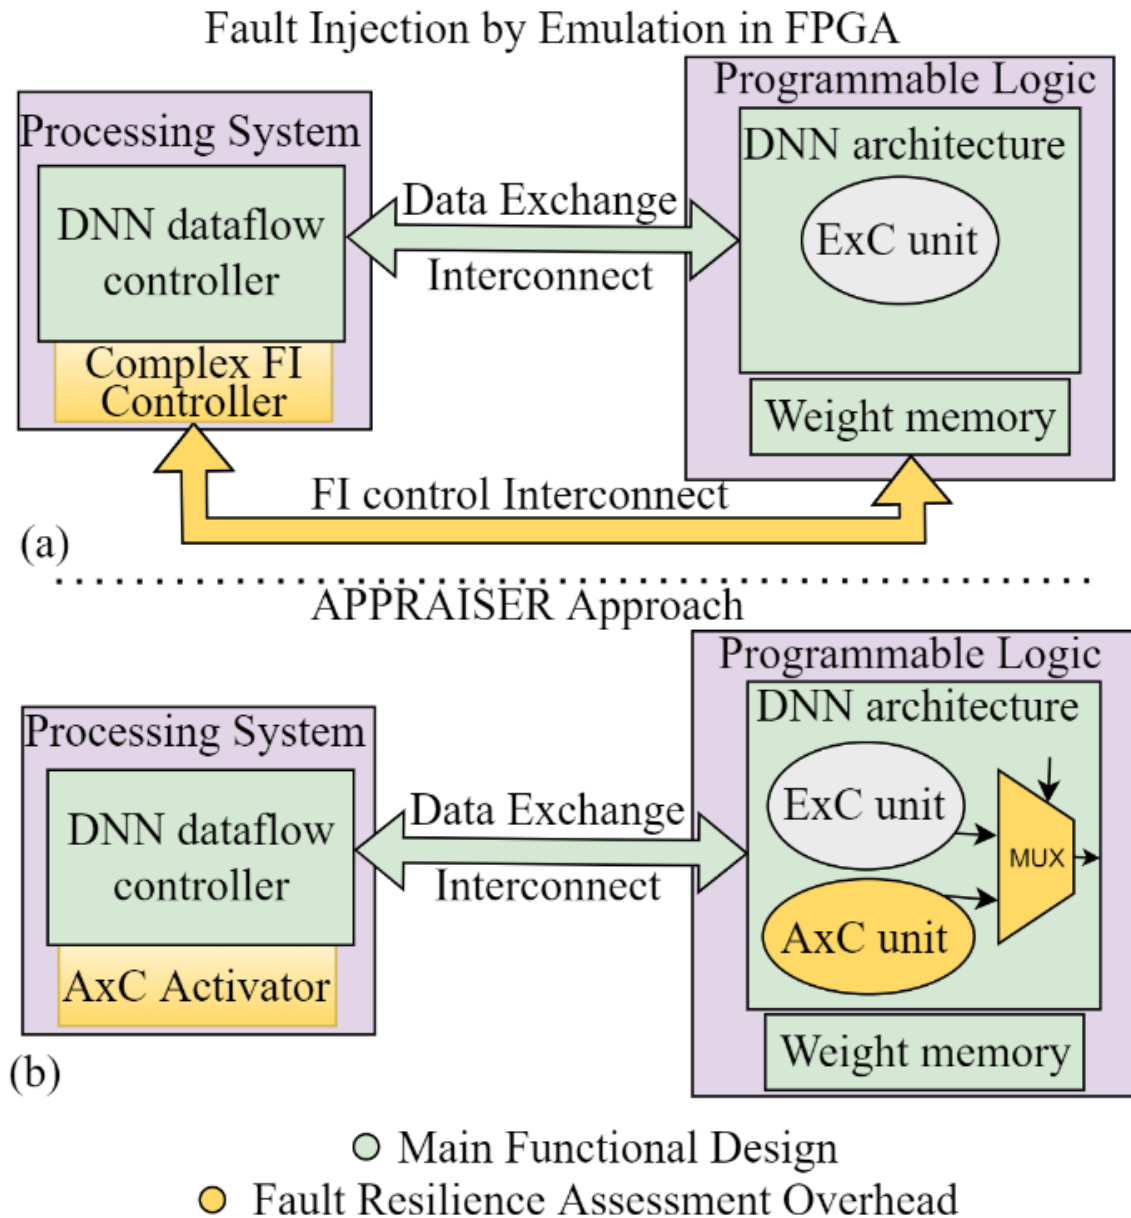 Fault Injection by Emulation in FPGA
Processing System
DNN dataflow
controller
Complex FI
Controller
Data Exchange
Interconnect
Programmable Logic
DNN architecture
ExC unit
Weight memory
FI control Interconnect
(a)
APPRAISER Approach
Processing System
DNN dataflow
controller
AxC Activator
Data Exchange
Interconnect
Programmable Logic
DNN architecture
ExC unit
MUX
AxC unit
Weight memory
(b)
Main Functional Design
Fault Resilience Assessment Overhead